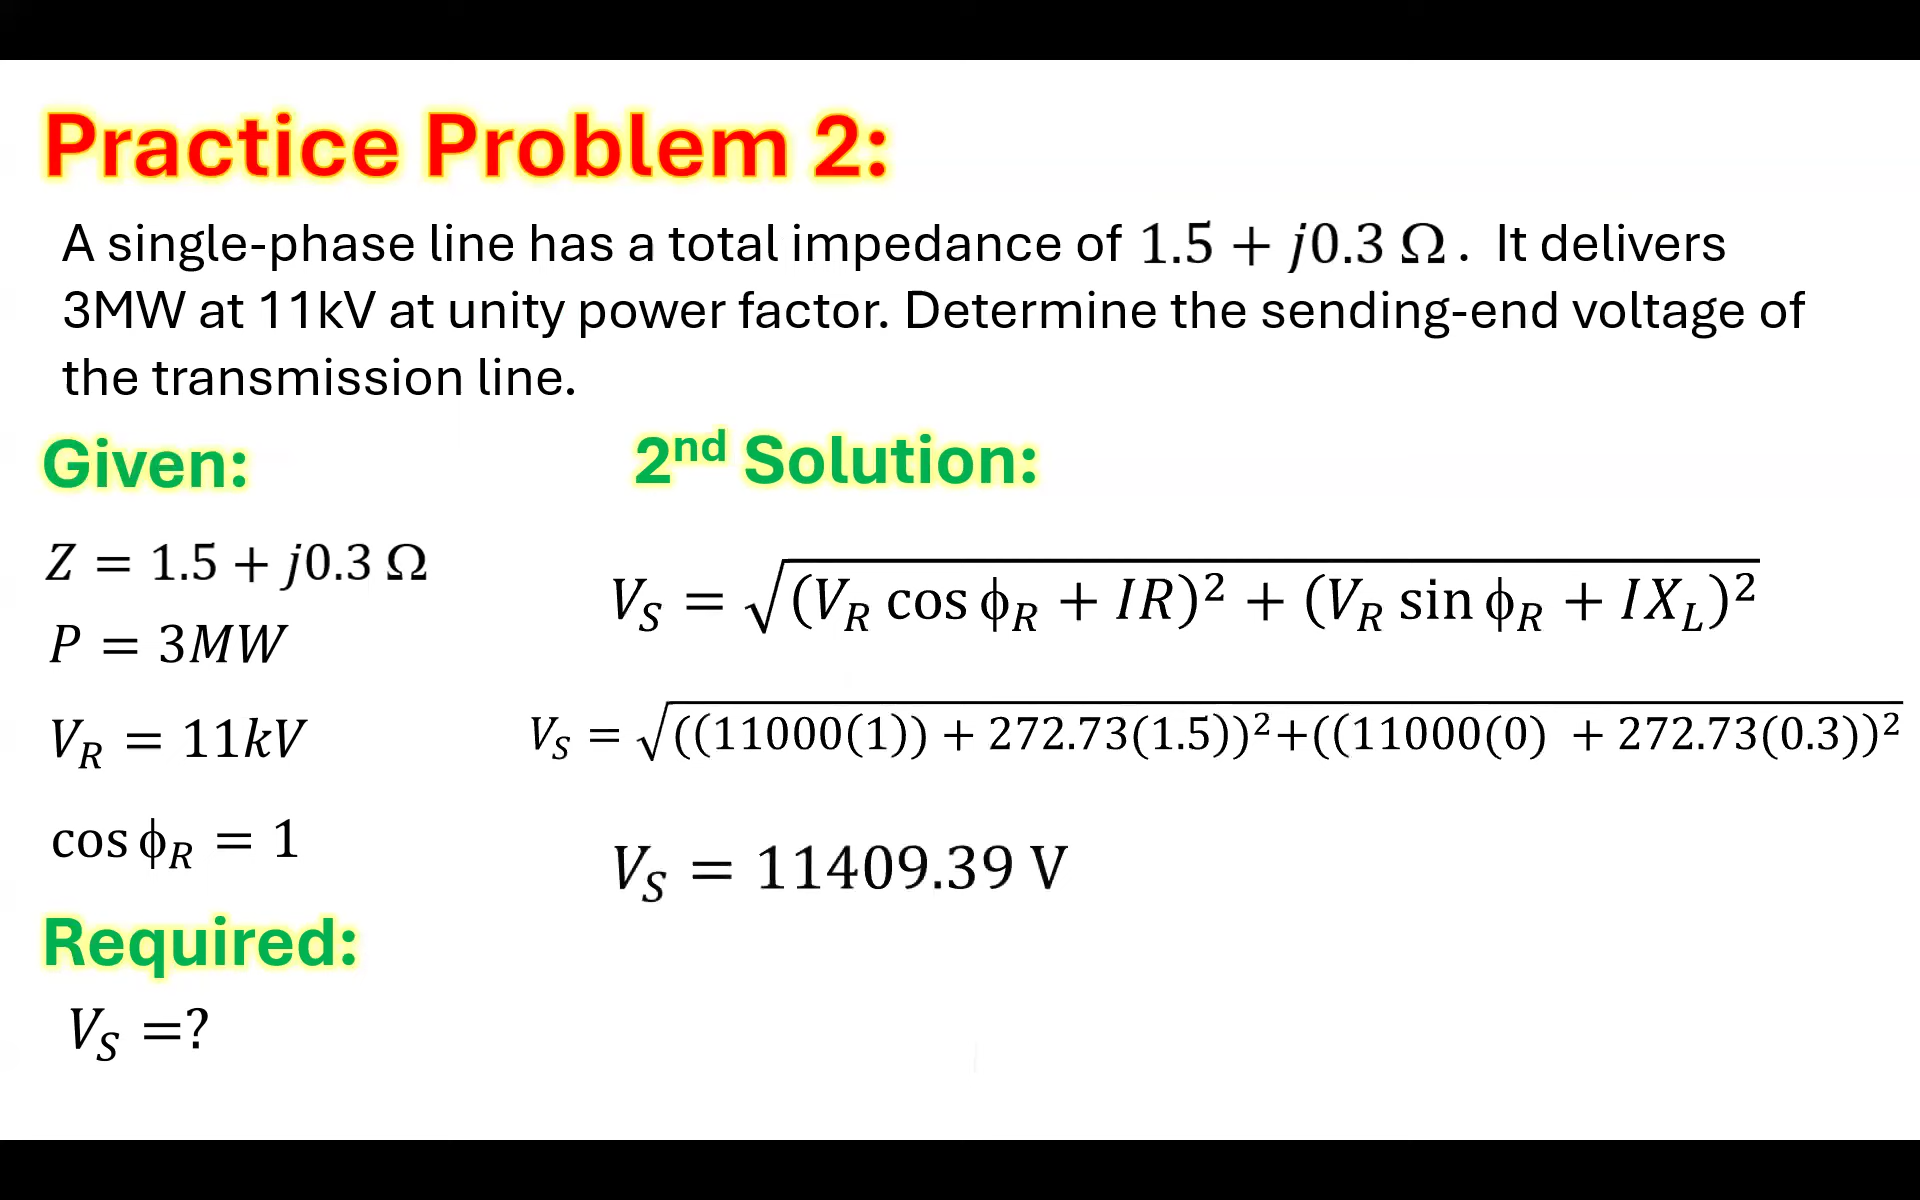 Practice Problem 2:
A single-phase line has a total impedance of 1.5 + j0.3 Ω . It delivers
3MW at 11kV at unity power factor. Determine the sending-end voltage of
the transmission line.
Given:
Z = 1.5 + j0.3 Ω
P = 3MW
V_R = 11kV
cos ϕ_R = 1
Required:
V_S =?
2nd Solution:
V_S = √((V_R cos ϕ_R + IR)² + (V_R sin ϕ_R + IX_L)²)
V_S = √(((11000(1)) + 272.73(1.5))²+((11000(0) + 272.73(0.3))²
V_S = 11409.39 V